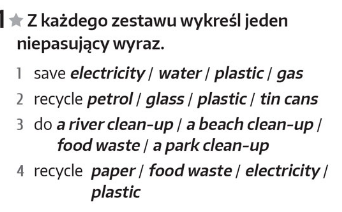 1 Z każdego zestawu wykreśl jeden
niepasujący wyraz.
1 save electricity / water / plastic / gas
2 recycle petrol / glass / plastic / tin cans
3 do a river clean-up / a beach clean-up /
food waste / a park clean-up
4 recycle paper / food waste / electricity /
plastic